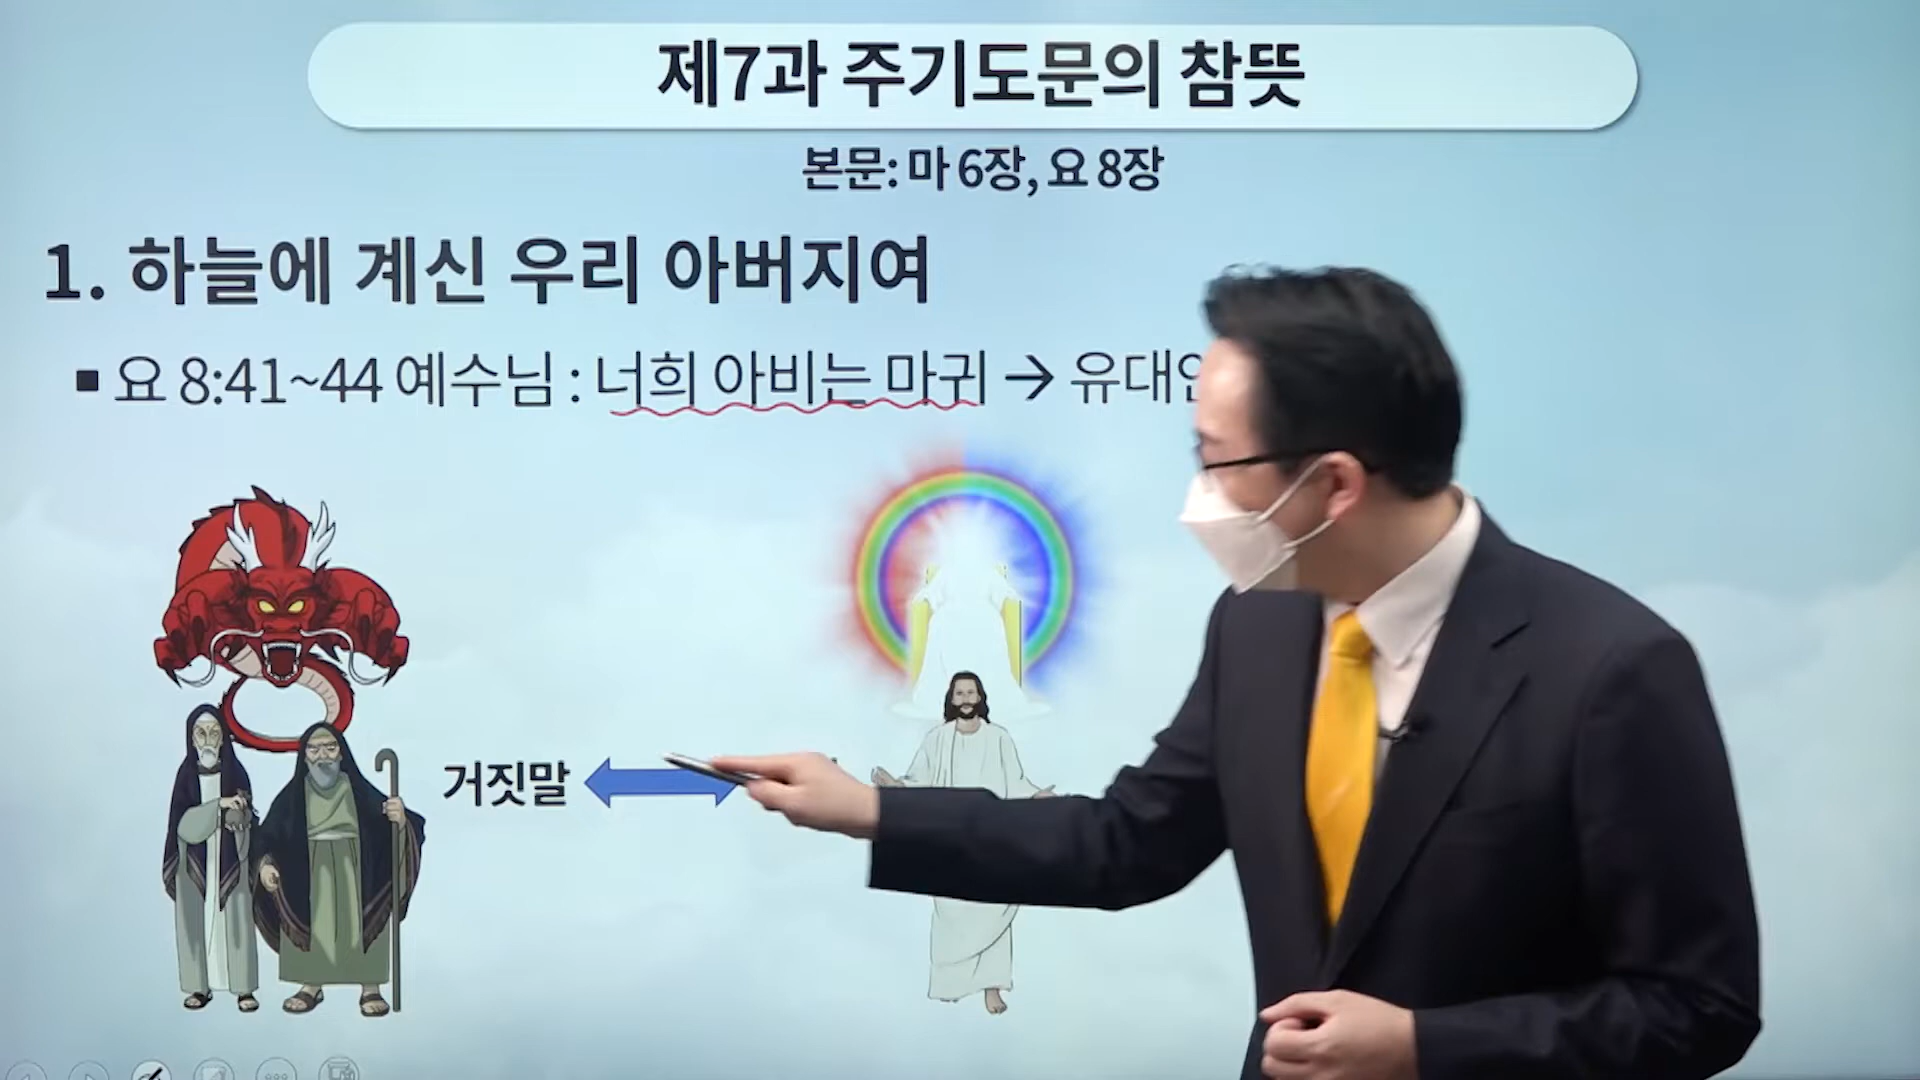 제7과 주기도문의 참뜻
본문: 마 6장, 요 8장
1. 하늘에 계신 우리 아버지여
▪ 요 8:41~44 예수님 : 너희 아비는 마귀 → 유대
거짓말